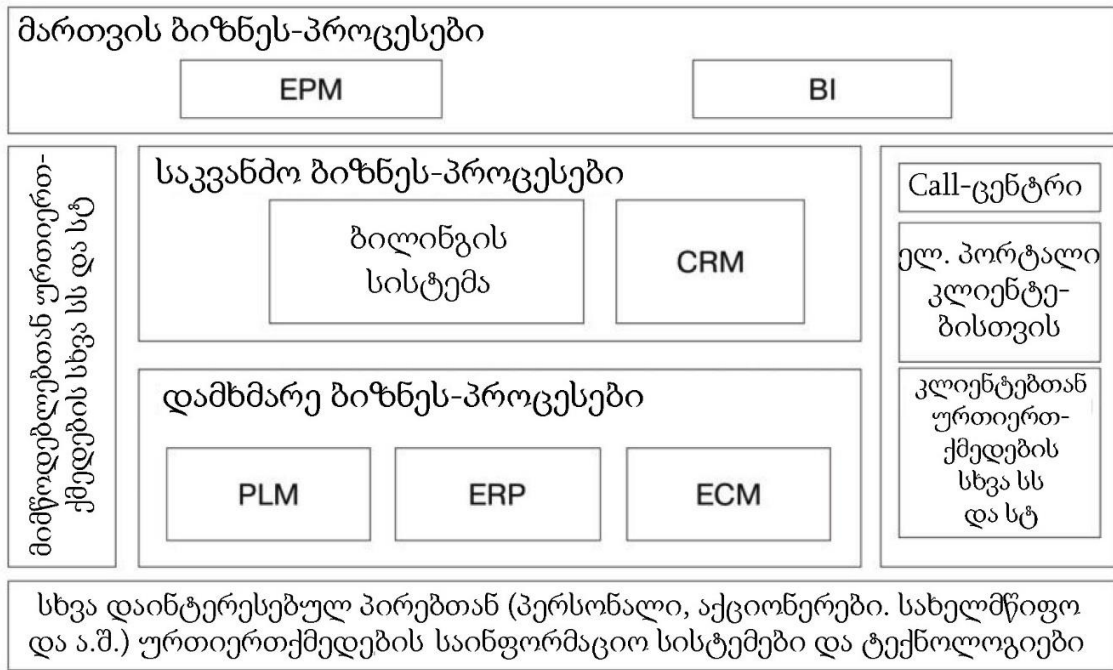 მართვის ბიზნეს-პროცესები
EPM
BI
მიმწოდებლებთან ურთიერთ-
ქმედების სხვა სს და სტ
საკვანძო ბიზნეს-პროცესები
ბილინგის
სისტემა
CRM
დამხმარე ბიზნეს-პროცესები
PLM
ERP
ECM
Call-ცენტრი
ელ. პორტალი
კლიენტე-
ბისთვის
კლიენტებთან
ურთიერთ-
ქმედების
სხვა სს
და სტ
სხვა დაინტერესებულ პირებთან (პერსონალი, აქციონერები. სახელმწიფო
და ა.შ.) ურთიერთქმედების საინფორმაციო სისტემები და ტექნოლოგიები